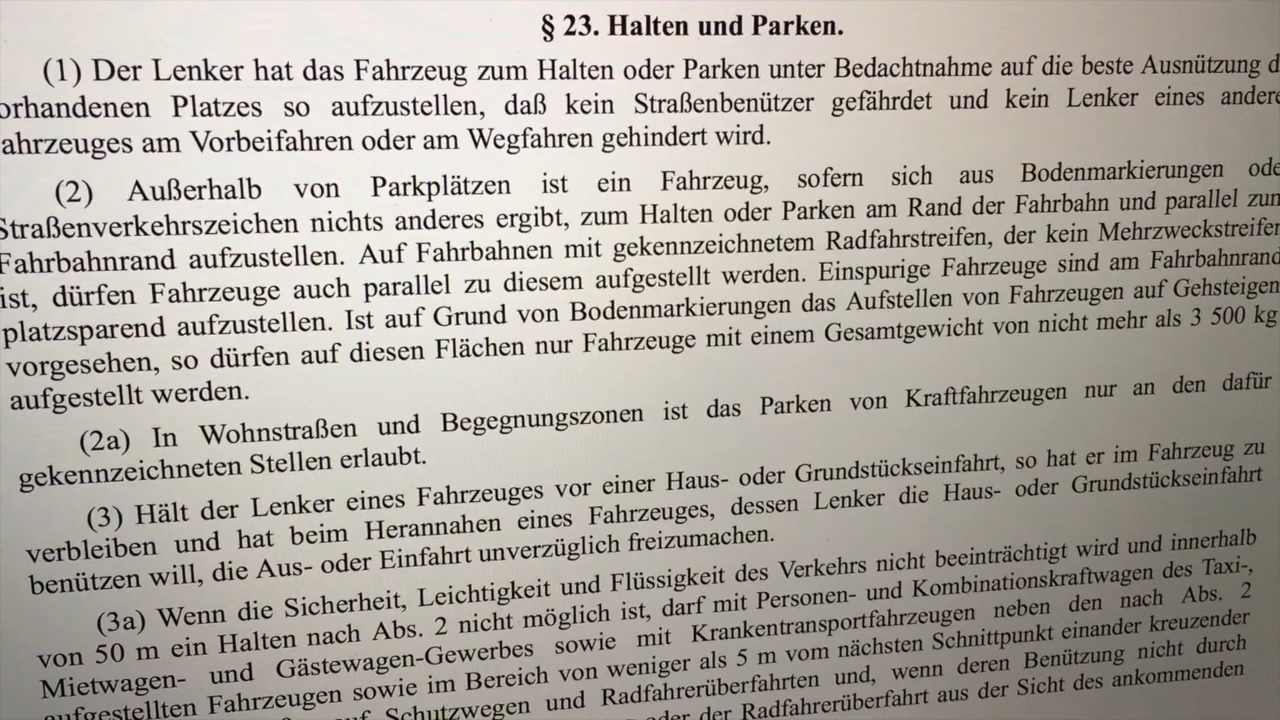 § 23. Halten und Parken.
(1) Der Lenker hat das Fahrzeug zum Halten oder Parken unter Bedachtnahme auf die beste Ausnützung d
orhandenen Platzes so aufzustellen, daß kein Straßenbenützer gefährdet und kein Lenker eines andere
ahrzeuges am Vorbeifahren oder am Wegfahren gehindert wird.
(2) Außerhalb von Parkplätzen ist ein Fahrzeug, sofern sich aus Bodenmarkierungen ode
Straßenverkehrszeichen nichts anderes ergibt, zum Halten oder Parken am Rand der Fahrbahn und parallel zum
Fahrbahnrand aufzustellen. Auf Fahrbahnen mit gekennzeichnetem Radfahrstreifen, der kein Mehrzweckstreifen
ist, dürfen Fahrzeuge auch parallel zu diesem aufgestellt werden. Einspurige Fahrzeuge sind am Fahrbahnrand
platzsparend aufzustellen. Ist auf Grund von Bodenmarkierungen das Aufstellen von Fahrzeugen auf Gehsteigen
vorgesehen, so dürfen auf diesen Flächen nur Fahrzeuge mit einem Gesamtgewicht von nicht mehr als 3 500 kg
aufgestellt werden.
(2a) In Wohnstraßen und Begegnungszonen ist das Parken von Kraftfahrzeugen nur an den dafür
gekennzeichneten Stellen erlaubt.
(3) Hält der Lenker eines Fahrzeuges vor einer Haus- oder Grundstückseinfahrt, so hat er im Fahrzeug zu
verbleiben und hat beim Herannahen eines Fahrzeuges, dessen Lenker die Haus- oder Grundstückseinfahrt
benützen will, die Aus- oder Einfahrt unverzüglich freizumachen.
(3a) Wenn die Sicherheit, Leichtigkeit und Flüssigkeit des Verkehrs nicht beeinträchtigt wird und innerhalb
von 50 m ein Halten nach Abs. 2 nicht möglich ist, darf mit Personen- und Kombinationskraftwagen des Taxi-,
Mietwagen- und Gästewagen-Gewerbes sowie mit Krankentransportfahrzeugen neben den nach Abs. 2
aufgestellten Fahrzeugen sowie im Bereich von weniger als 5 m vom nächsten Schnittpunkt einander kreuzender
auf Schutzwegen und Radfahrerüberfahrten und, wenn deren Benützung nicht durch
oder der Radfahrerüberfahrt aus der Sicht des ankommenden